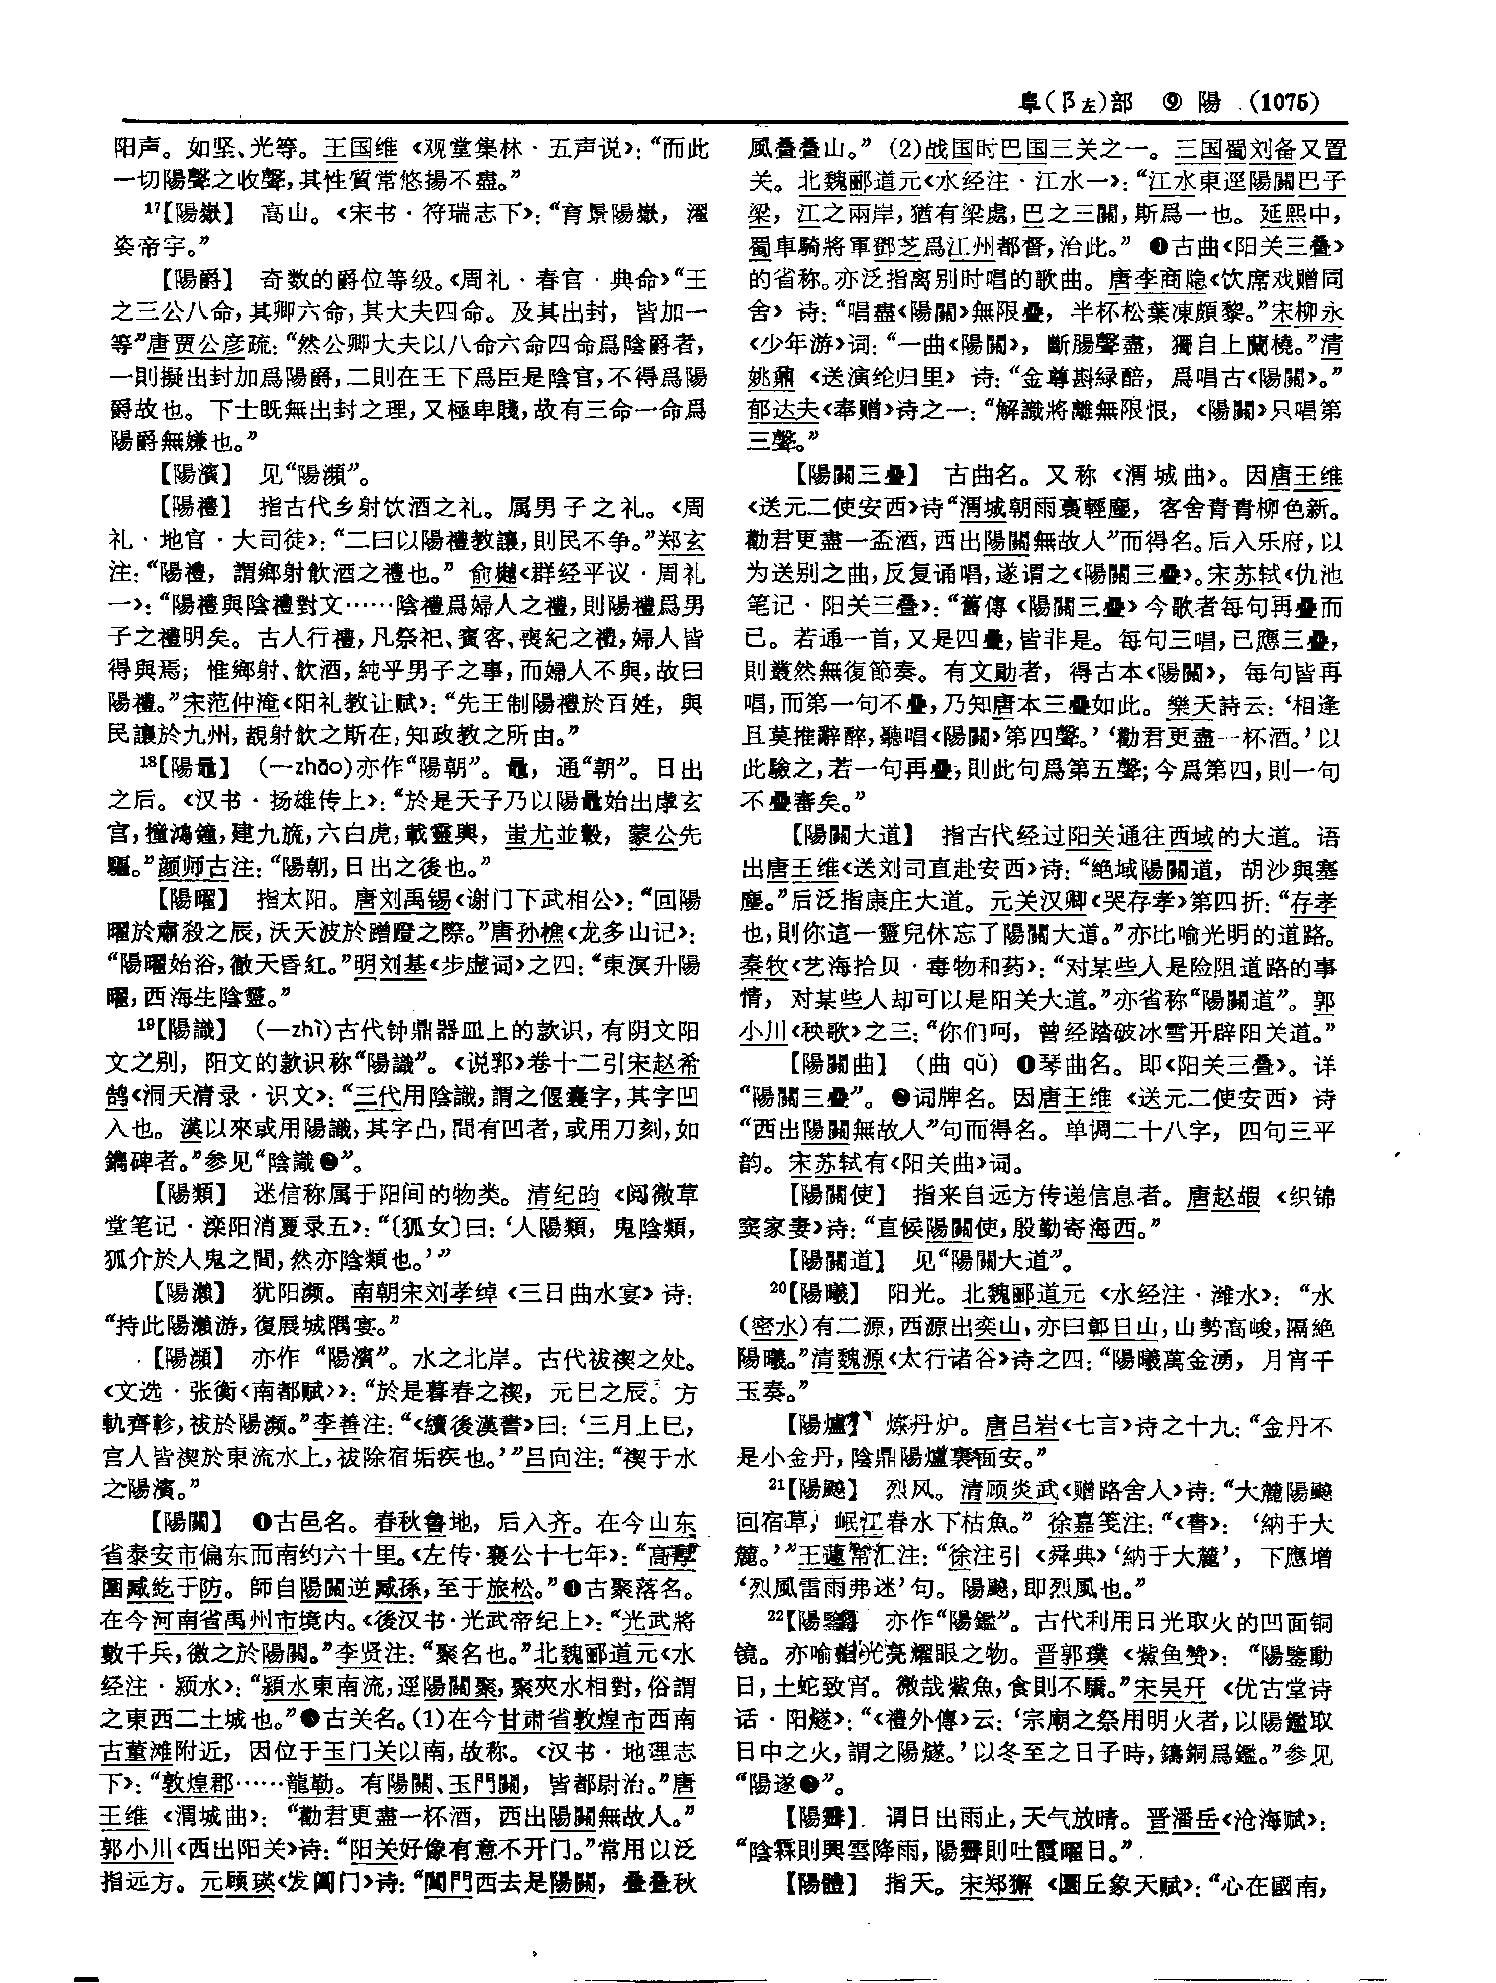 阜(阝左)部 ⑨ 陽 (1075)
阳声。如坚、光等。王国维《观堂集林·五声说》：“而此
一切陽聲之收聲，其性質常悠揚不盡。”
17【陽嶽】 高山。《宋书·符瑞志下》：“育景陽嶽，濯
姿帝宇。”
【陽爵】 奇数的爵位等级。《周礼·春官·典命》“王
之三公八命，其卿六命，其大夫四命。及其出封，皆加一
等”唐贾公彦疏：“然公卿大夫以八命六命四命爲陰爵者，
一則擬出封加爲陽爵，二則在王下爲臣是陰官，不得爲陽
爵故也。下士既無出封之理，又極卑賤，故有三命一命爲
陽爵無嫌也。”
【陽濱】 见“陽瀕”。
【陽禮】 指古代乡射饮酒之礼。属男子之礼。《周
礼·地官·大司徒》：“二曰以陽禮教讓，則民不争。”郑玄
注：“陽禮，謂鄉射飲酒之禮也。”俞樾《群经平议·周礼
一》：“陽禮與陰禮對文……陰禮爲婦人之禮，則陽禮爲男
子之禮明矣。古人行禮，凡祭祀、賓客、喪紀之禮，婦人皆
得與焉；惟鄉射、飲酒，純乎男子之事，而婦人不與，故曰
陽禮。”宋范仲淹《阳礼教让赋》：“先王制陽禮於百姓，與
民讓於九州，覩射飲之斯在，知政教之所由。”
18【陽鼂】 (—zhāo)亦作“陽朝”。鼂，通“朝”。日出
之后。《汉书·扬雄传上》：“於是天子乃以陽鼂始出虖玄
宫，撞鴻鐘，建九旒，六白虎，載靈輿，蚩尤並轂，蒙公先
驅。”颜师古注：“陽朝，日出之後也。”
【陽曜】 指太阳。唐刘禹锡《谢门下武相公》：“回陽
曜於肅殺之辰，沃天波於蹭蹬之際。”唐孙樵《龙多山记》：
“陽曜始浴，徹天昏紅。”明刘基《步虚词》之四：“東溟升陽
曜，西海生陰靈。”
19【陽識】 (—zhì)古代钟鼎器皿上的款识，有阴文阳
文之别，阳文的款识称“陽識”。《说郛》卷十二引宋赵希
鹄《洞天清录·识文》：“三代用陰識，謂之偃囊字，其字凹
入也。漢以來或用陽識，其字凸，間有凹者，或用刀刻，如
鐫碑者。”参见“陰識❷”。
【陽類】 迷信称属于阳间的物类。清纪昀《阅微草
堂笔记·滦阳消夏录五》：“〔狐女〕曰：‘人陽類，鬼陰類，
狐介於人鬼之間，然亦陰類也。’”
【陽瀨】 犹阳濒。南朝宋刘孝绰《三日曲水宴》诗：
“持此陽瀨游，復展城隅宴。”
【陽瀕】 亦作“陽濱”。水之北岸。古代祓禊之处。
《文选·张衡〈南都赋〉》：“於是暮春之禊，元巳之辰。方
軌齊軫，祓於陽瀕。”李善注：“《續後漢書》曰：‘三月上巳，
宫人皆禊於東流水上，祓除宿垢疾也。’”吕向注：“禊于水
之陽濱。”
【陽關】 ❶古邑名。春秋鲁地，后入齐。在今山东
省泰安市偏东而南约六十里。《左传·襄公十七年》：“高厚
圍臧紇于防。師自陽關逆臧孫，至于旅松。”❷古聚落名。
在今河南省禹州市境内。《後汉书·光武帝纪上》：“光武將
數千兵，徼之於陽關。”李贤注：“聚名也。”北魏郦道元《水
经注·颍水》：“潁水東南流，逕陽關聚，聚夾水相對，俗謂
之東西二土城也。”❸古关名。(1)在今甘肃省敦煌市西南
古董滩附近，因位于玉门关以南，故称。《汉书·地理志
下》：“敦煌郡……龍勒。有陽關、玉門關，皆都尉治。”唐
王维《渭城曲》：“勸君更盡一杯酒，西出陽關無故人。”
郭小川《西出阳关》诗：“阳关好像有意不开门。”常用以泛
指远方。元顾瑛《发阊门》诗：“閶門西去是陽關，叠叠秋
風叠叠山。”(2)战国时巴国三关之一。三国蜀刘备又置
关。北魏郦道元《水经注·江水一》：“江水東逕陽關巴子
梁，江之兩岸，猶有梁處，巴之三關，斯爲一也。延熙中，
蜀車騎將軍鄧芝爲江州都督，治此。”❹古曲《阳关三叠》
的省称。亦泛指离别时唱的歌曲。唐李商隐《饮席戏赠同
舍》诗：“唱盡《陽關》無限疊，半杯松葉凍頗黎。”宋柳永
《少年游》词：“一曲《陽關》，斷腸聲盡，獨自上蘭橈。”清
姚鼐《送演纶归里》诗：“金尊斟緑醅，爲唱古《陽關》。”
郁达夫《奉赠》诗之一：“解識將離無限恨，《陽關》只唱第
三聲。”
【陽關三疊】 古曲名。又称《渭城曲》。因唐王维
《送元二使安西》诗“渭城朝雨裛輕塵，客舍青青柳色新。
勸君更盡一盃酒，西出陽關無故人”而得名。后入乐府，以
为送别之曲，反复诵唱，遂谓之《陽關三疊》。宋苏轼《仇池
笔记·阳关三叠》：“舊傳《陽關三疊》今歌者每句再疊而
已。若通一首，又是四疊，皆非是。每句三唱，已應三疊，
則叢然無復節奏。有文勛者，得古本《陽關》，每句皆再
唱，而第一句不疊，乃知唐本三疊如此。樂天詩云：‘相逢
且莫推辭醉，聽唱《陽關》第四聲。’‘勸君更盡一杯酒。’以
此驗之，若一句再疊，則此句爲第五聲；今爲第四，則一句
不疊審矣。”
【陽關大道】 指古代经过阳关通往西域的大道。语
出唐王维《送刘司直赴安西》诗：“絶域陽關道，胡沙與塞
塵。”后泛指康庄大道。元关汉卿《哭存孝》第四折：“存孝
也，則你這一靈兒休忘了陽關大道。”亦比喻光明的道路。
秦牧《艺海拾贝·毒物和药》：“对某些人是险阻道路的事
情，对某些人却可以是阳关大道。”亦省称“陽關道”。郭
小川《秧歌》之三：“你们呵，曾经踏破冰雪开辟阳关道。”
【陽關曲】 (曲 qǔ) ❶琴曲名。即《阳关三叠》。详
“陽關三疊”。❷词牌名。因唐王维《送元二使安西》诗
“西出陽關無故人”句而得名。单调二十八字，四句三平
韵。宋苏轼有《阳关曲》词。
【陽關使】 指来自远方传递信息者。唐赵嘏《织锦
窦家妻》诗：“直候陽關使，殷勤寄海西。”
【陽關道】 见“陽關大道”。
20【陽曦】 阳光。北魏郦道元《水经注·潍水》：“水
(密水)有二源，西源出奕山，亦曰鄣日山，山勢高峻，隔絶
陽曦。”清魏源《太行诸谷》诗之四：“陽曦萬金湧，月宵千
玉奏。”
【陽爐】 炼丹炉。唐吕岩《七言》诗之十九：“金丹不
是小金丹，陰鼎陽爐裏面安。”
21【陽飈】 烈风。清顾炎武《赠路舍人》诗：“大麓陽飈
回宿草，岷江春水下枯魚。”徐嘉笺注：“《書》：‘納于大
麓。’”王蘧常汇注：“徐注引《舜典》‘納于大麓’，下應增
‘烈風雷雨弗迷’句。陽飈，即烈風也。”
22【陽鑒】 亦作“陽鑑”。古代利用日光取火的凹面铜
镜。亦喻指光亮耀眼之物。晋郭璞《紫鱼赞》：“陽鑒動
日，土蛇致宵。微哉紫魚，食則不驕。”宋吴幵《优古堂诗
话·阳燧》：“《禮外傳》云：‘宗廟之祭用明火者，以陽鑑取
日中之火，謂之陽燧。’以冬至之日子時，鑄銅爲鑑。”参见
“陽遂❷”。
【陽霽】 谓日出雨止，天气放晴。晋潘岳《沧海赋》：
“陰霖則興雲降雨，陽霽則吐霞曜日。”
【陽體】 指天。宋郑獬《圜丘象天赋》：“心在國南，